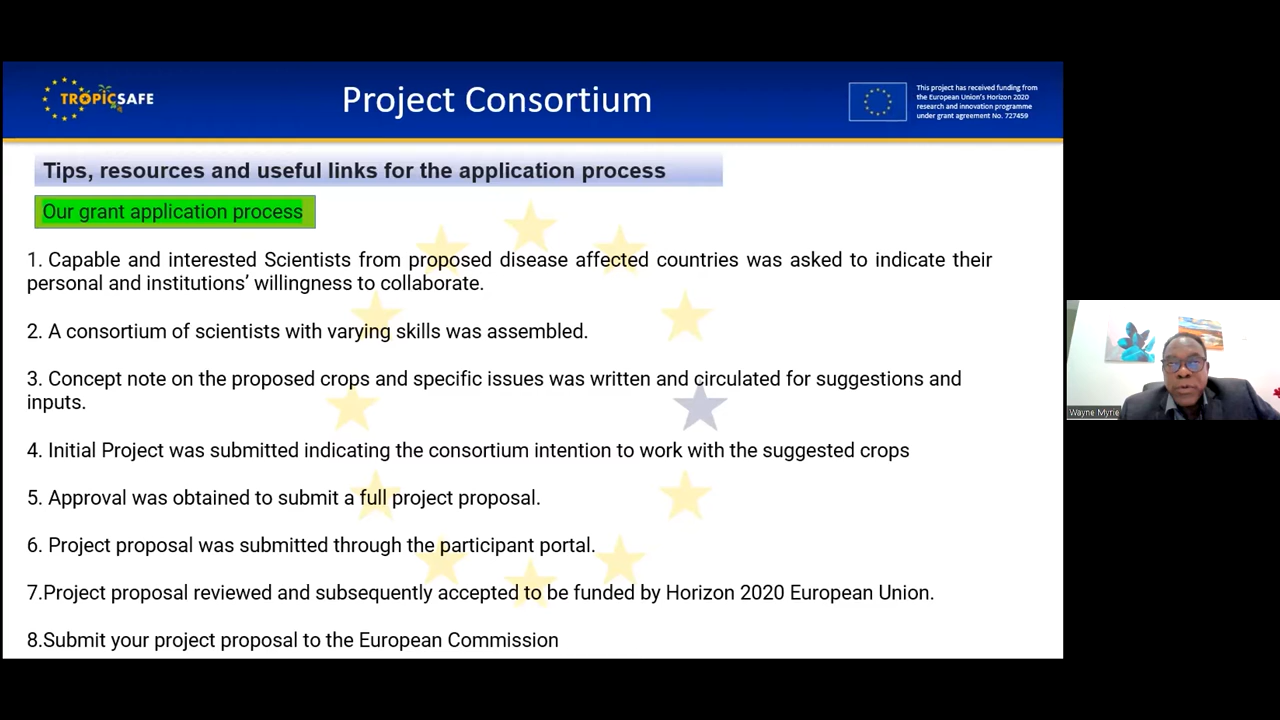 TROPICSAFE
Project Consortium
This project has received funding from
the European Union's Horizon 2020
research and innovation programme
under grant agreement No. 727459
Tips, resources and useful links for the application process
Our grant application process
1. Capable and interested Scientists from proposed disease affected countries was asked to indicate their
personal and institutions’ willingness to collaborate.
2. A consortium of scientists with varying skills was assembled.
3. Concept note on the proposed crops and specific issues was written and circulated for suggestions and
inputs.
4. Initial Project was submitted indicating the consortium intention to work with the suggested crops
5. Approval was obtained to submit a full project proposal.
6. Project proposal was submitted through the participant portal.
7.Project proposal reviewed and subsequently accepted to be funded by Horizon 2020 European Union.
8.Submit your project proposal to the European Commission
Wayne Myrie